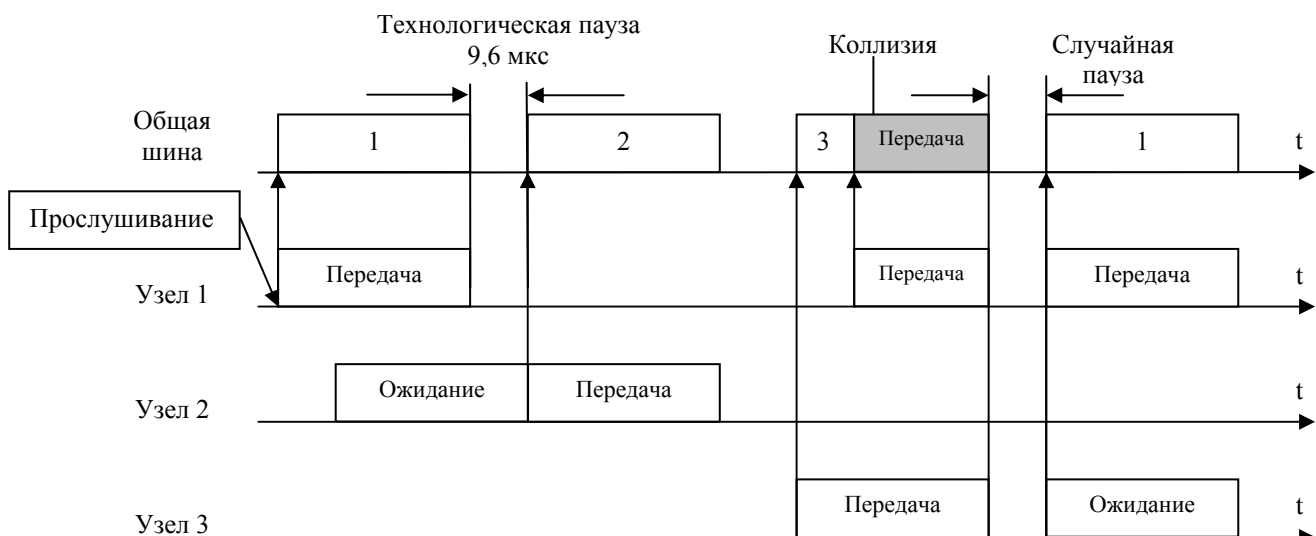 Технологическая пауза
9,6 мкс
Коллизия
Случайная
пауза
Общая
шина
1
2
3
Передача
1
t
Прослушивание
Узел 1
Передача
Передача
Передача
t
Узел 2
Ожидание
Передача
t
Узел 3
Передача
Ожидание
t